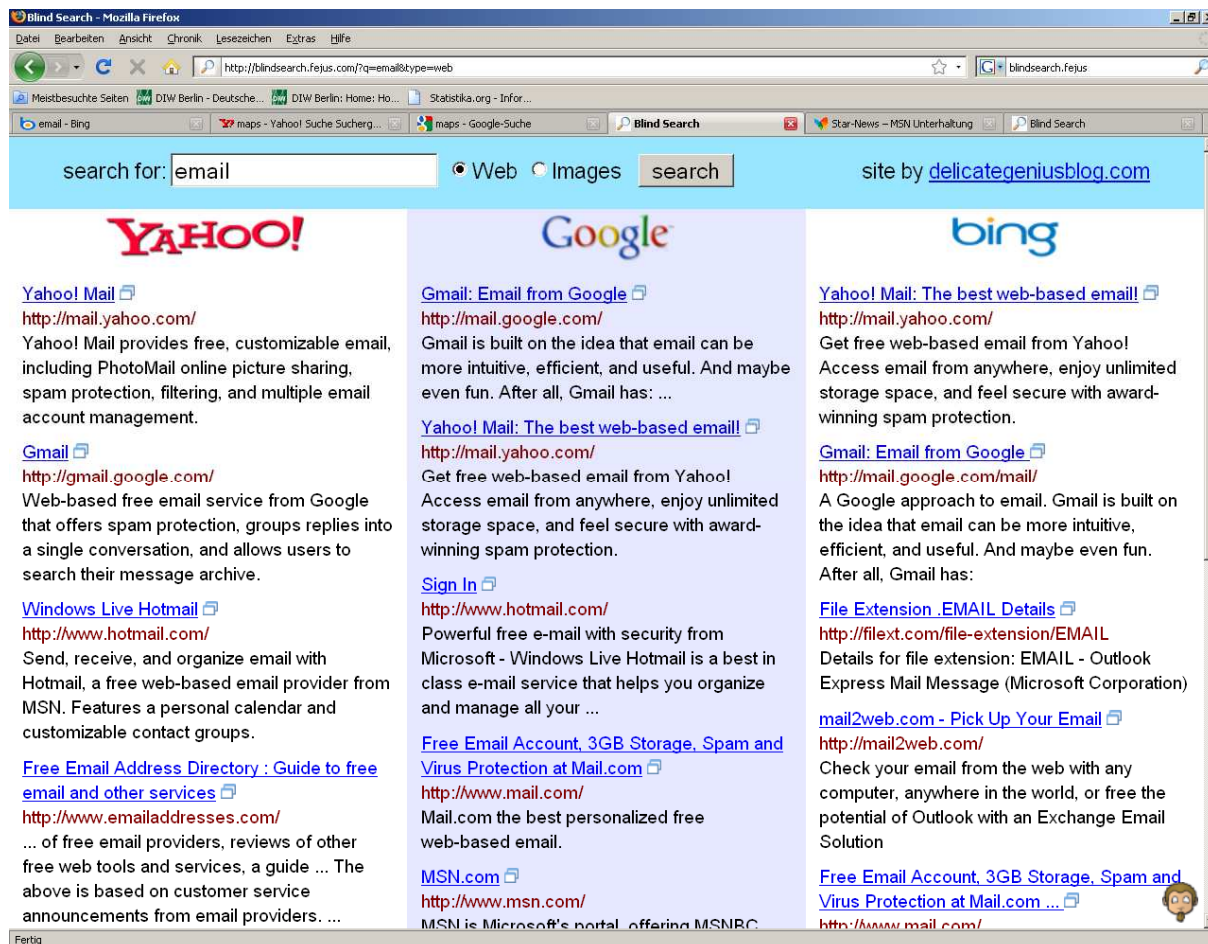 Blind Search - Mozilla Firefox
Datei Bearbeiten Ansicht Chronik Lesezeichen Extras Hilfe
http://blindsearch.fejus.com/?q=email&type=web
G blindsearch.fejus
Meistbesuchte Seiten DIW Berlin - Deutsche... DIW Berlin: Home: Ho... Statistika.org - Infor...
email - Bing maps - Yahoo! Suche Sucherg... maps - Google-Suche Blind Search Star-News – MSN Unterhaltung Blind Search
search for: email Web Images search site by delicategeniusblog.com
YAHOO!
Yahoo! Mail
http://mail.yahoo.com/
Yahoo! Mail provides free, customizable email,
including PhotoMail online picture sharing,
spam protection, filtering, and multiple email
account management.
Gmail
http://gmail.google.com/
Web-based free email service from Google
that offers spam protection, groups replies into
a single conversation, and allows users to
search their message archive.
Windows Live Hotmail
http://www.hotmail.com/
Send, receive, and organize email with
Hotmail, a free web-based email provider from
MSN. Features a personal calendar and
customizable contact groups.
Free Email Address Directory : Guide to free
email and other services
http://www.emailaddresses.com/
... of free email providers, reviews of other
free web tools and services, a guide ... The
above is based on customer service
announcements from email providers. ...
Google
Gmail: Email from Google
http://mail.google.com/
Gmail is built on the idea that email can be
more intuitive, efficient, and useful. And maybe
even fun. After all, Gmail has: ...
Yahoo! Mail: The best web-based email!
http://mail.yahoo.com/
Get free web-based email from Yahoo!
Access email from anywhere, enjoy unlimited
storage space, and feel secure with award-
winning spam protection.
Sign In
http://www.hotmail.com/
Powerful free e-mail with security from
Microsoft - Windows Live Hotmail is a best in
class e-mail service that helps you organize
and manage all your ...
Free Email Account, 3GB Storage, Spam and
Virus Protection at Mail.com
http://www.mail.com/
Mail.com the best personalized free
web-based email.
MSN.com
http://www.msn.com/
MSN is Microsoft's portal, offering MSNBC
bing
Yahoo! Mail: The best web-based email!
http://mail.yahoo.com/
Get free web-based email from Yahoo!
Access email from anywhere, enjoy unlimited
storage space, and feel secure with award-
winning spam protection.
Gmail: Email from Google
http://mail.google.com/mail/
A Google approach to email. Gmail is built on
the idea that email can be more intuitive,
efficient, and useful. And maybe even fun.
After all, Gmail has:
File Extension .EMAIL Details
http://filext.com/file-extension/EMAIL
Details for file extension: EMAIL - Outlook
Express Mail Message (Microsoft Corporation)
mail2web.com - Pick Up Your Email
http://mail2web.com/
Check your email from the web with any
computer, anywhere in the world, or free the
potential of Outlook with an Exchange Email
Solution
Free Email Account, 3GB Storage, Spam and
Virus Protection at Mail.com ...
http://www.mail.com/
Fertig